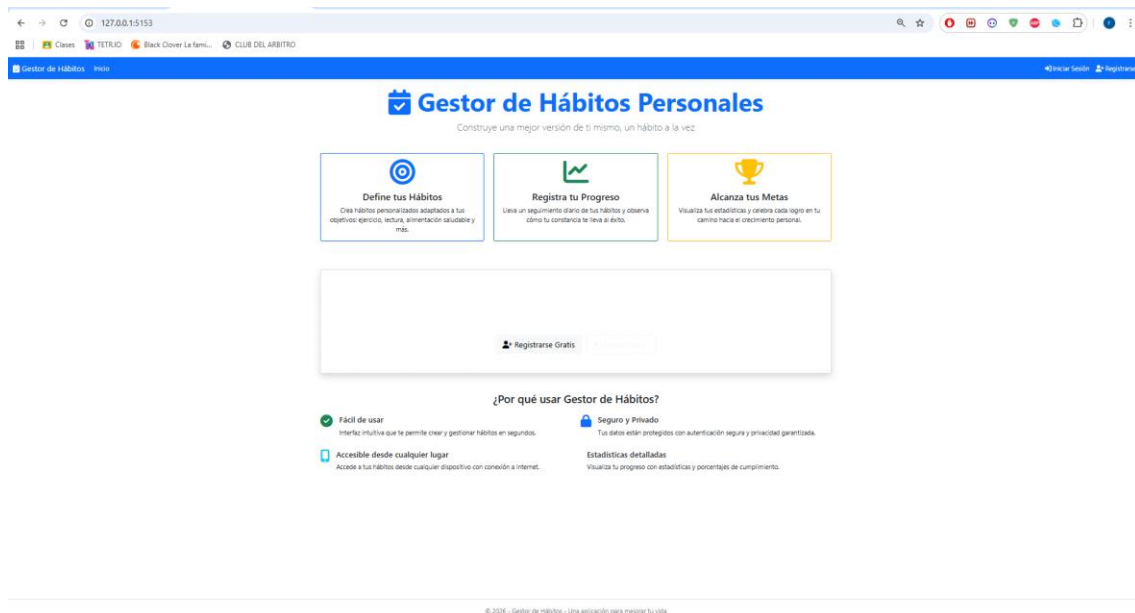 127.0.0.1:5153
Clases TETR.IO Black Clover La fami... CLUB DEL ARBITRO
Gestor de Hábitos Inicio Iniciar Sesión Registrarse
Gestor de Hábitos Personales
Construye una mejor versión de ti mismo, un hábito a la vez
Define tus Hábitos
Crea hábitos personalizados adaptados a tus
objetivos: ejercicio, lectura, alimentación saludable y
más.
Registra tu Progreso
Lleva un seguimiento diario de tus hábitos y observa
cómo tu constancia te lleva al éxito.
Alcanza tus Metas
Visualiza tus estadísticas y celebra cada logro en tu
camino hacia el crecimiento personal.
Registrarse Gratis
¿Por qué usar Gestor de Hábitos?
Fácil de usar
Interfaz intuitiva que te permite crear y gestionar hábitos en segundos.
Seguro y Privado
Tus datos están protegidos con autenticación segura y privacidad garantizada.
Accesible desde cualquier lugar
Accede a tus hábitos desde cualquier dispositivo con conexión a internet.
Estadísticas detalladas
Visualiza tu progreso con estadísticas y porcentajes de cumplimiento.
© 2026 - Gestor de Hábitos - Una aplicación para mejorar tu vida